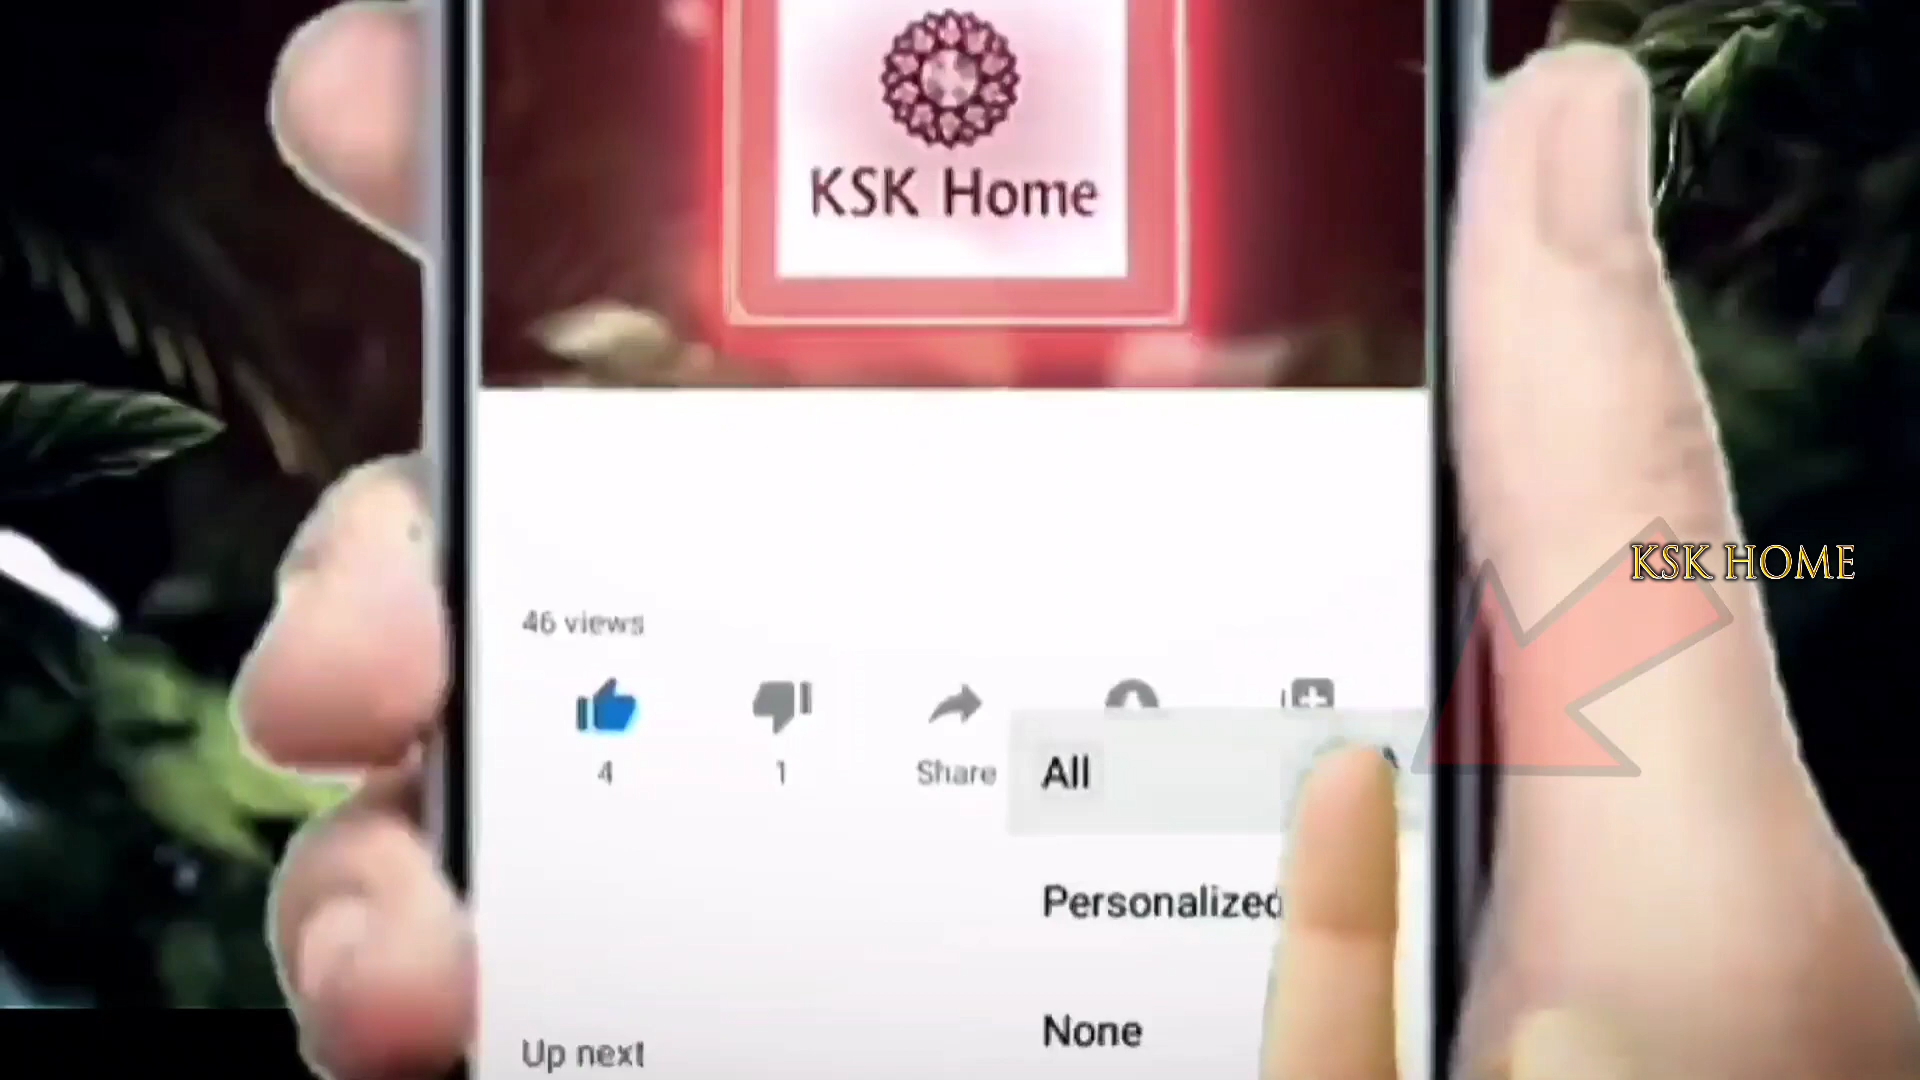 KSK Home
KSK HOME
46 views
4
1
Share
All
Personalized
None
Up next